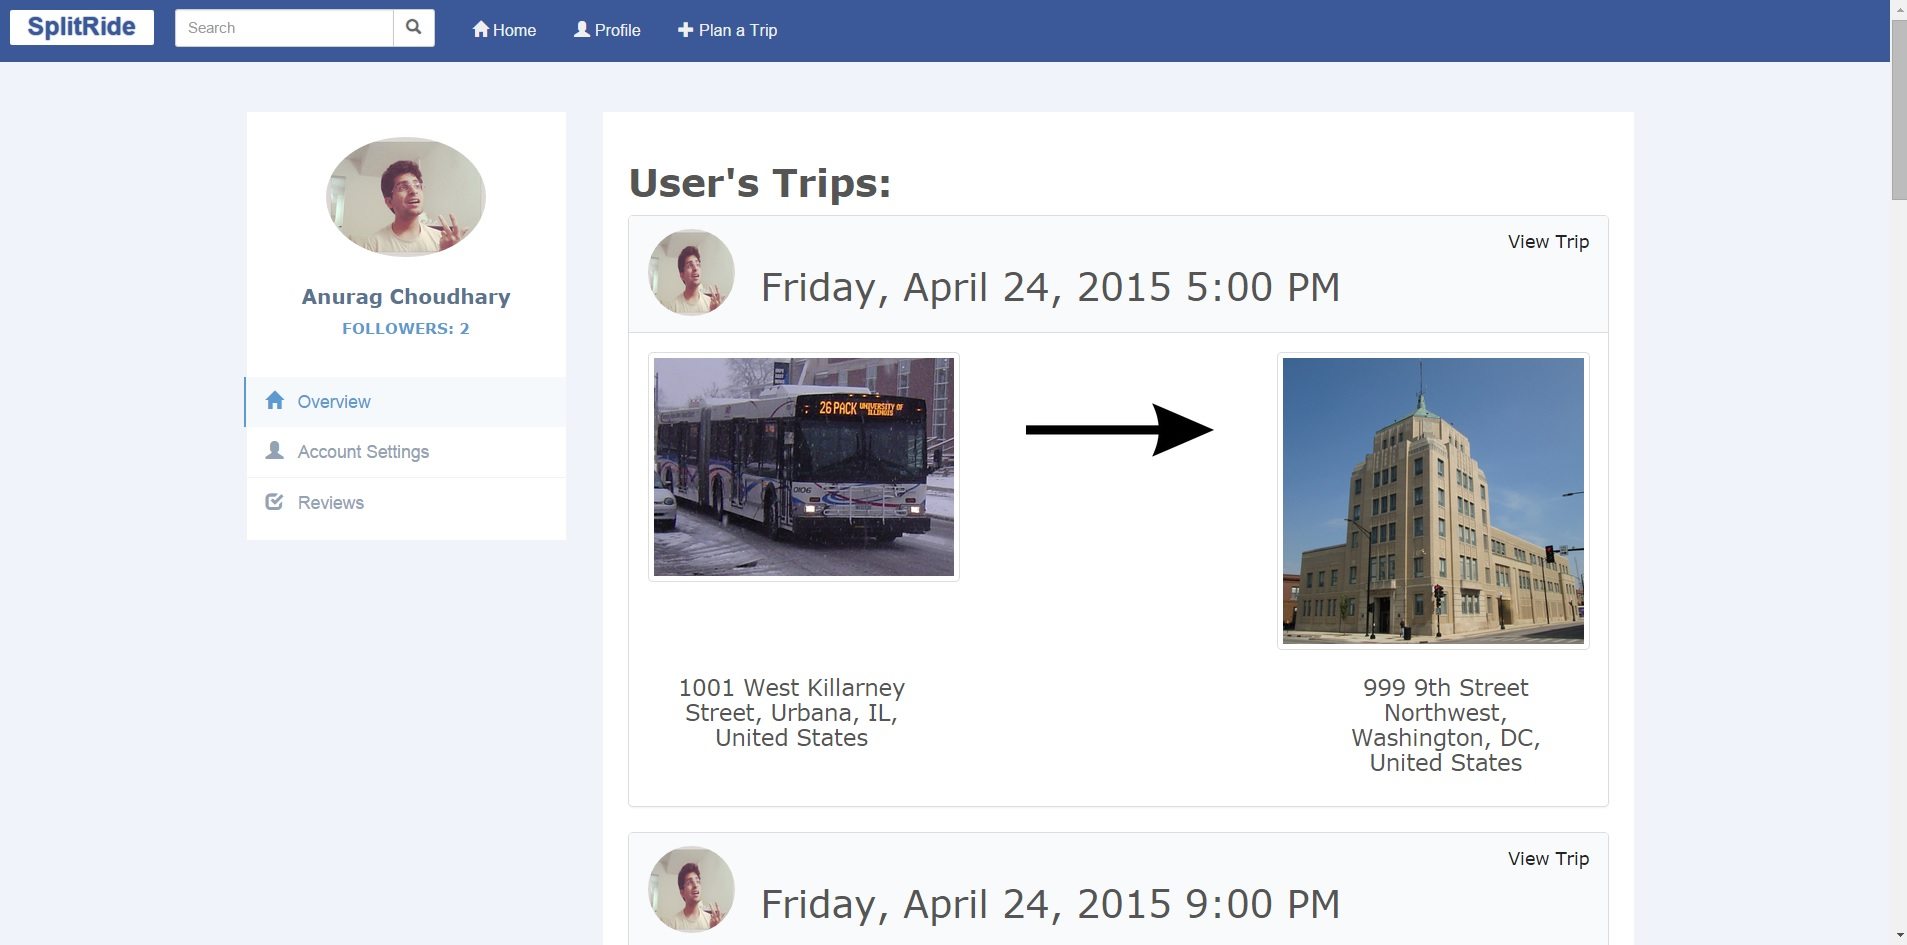 SplitRide
Search
Home
Profile
Plan a Trip
Anurag Choudhary
FOLLOWERS: 2
Overview
Account Settings
Reviews
User's Trips:
View Trip
Friday, April 24, 2015 5:00 PM
26 PACK UNIVERSITY OF
ILLINOIS
0106
1001 West Killarney
Street, Urbana, IL,
United States
999 9th Street
Northwest,
Washington, DC,
United States
View Trip
Friday, April 24, 2015 9:00 PM